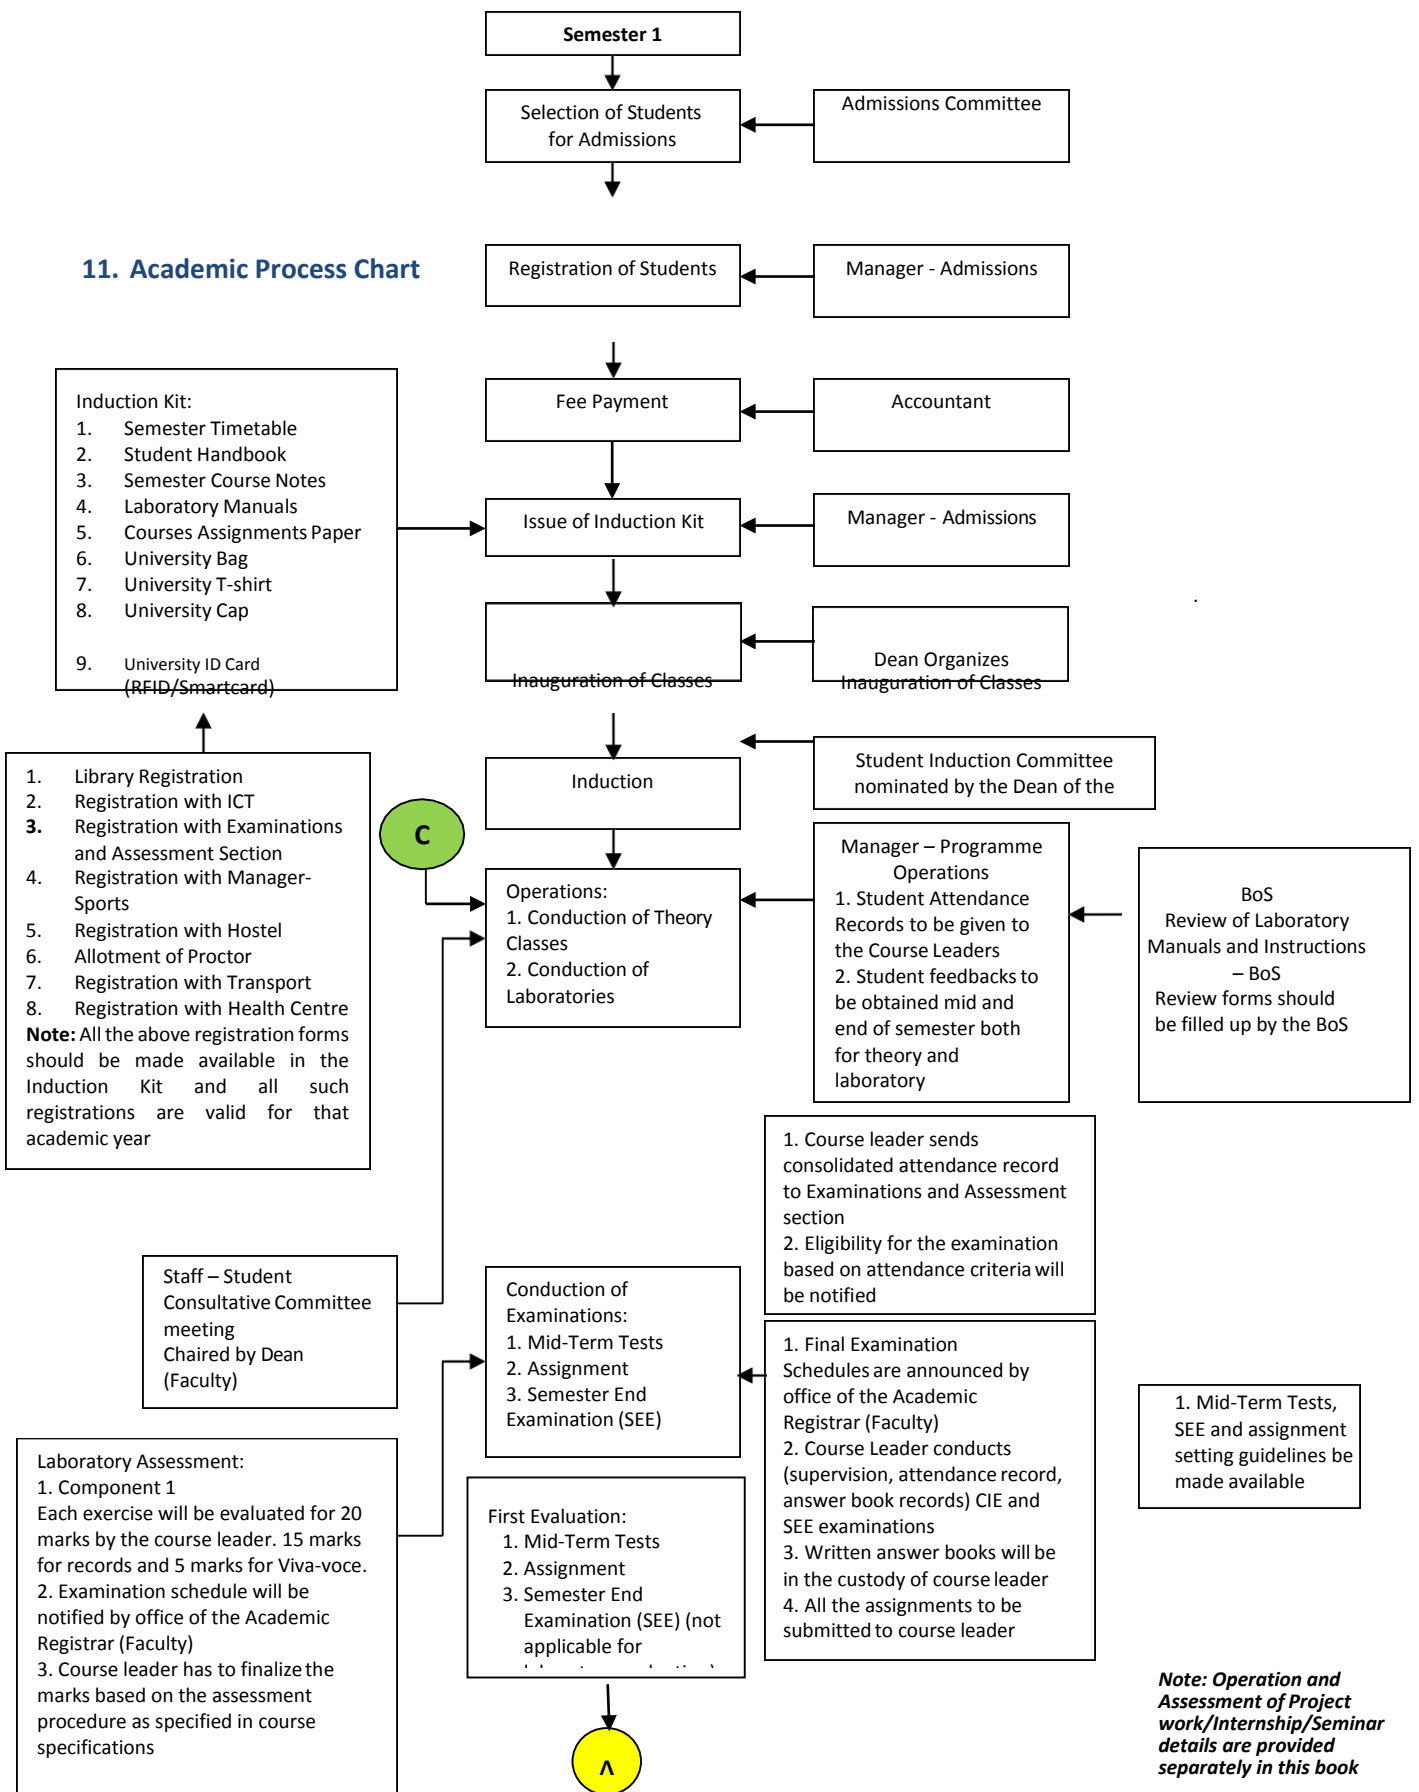 Semester 1
Selection of Students
for Admissions
Admissions Committee
11. Academic Process Chart
Registration of Students
Manager - Admissions
Fee Payment
Accountant
Induction Kit:
1. Semester Timetable
2. Student Handbook
3. Semester Course Notes
4. Laboratory Manuals
5. Courses Assignments Paper
6. University Bag
7. University T-shirt
8. University Cap
9. University ID Card
(RFID/Smartcard)
Issue of Induction Kit
Manager - Admissions
.
Inauguration of Classes
Dean Organizes
Inauguration of Classes
Induction
Student Induction Committee
nominated by the Dean of the
1. Library Registration
2. Registration with ICT
3. Registration with Examinations
and Assessment Section
4. Registration with Manager-
Sports
5. Registration with Hostel
6. Allotment of Proctor
7. Registration with Transport
8. Registration with Health Centre
Note: All the above registration forms
should be made available in the
Induction Kit and all such
registrations are valid for that
academic year
C
Operations:
1. Conduction of Theory
Classes
2. Conduction of
Laboratories
Manager – Programme
Operations
1. Student Attendance
Records to be given to
the Course Leaders
2. Student feedbacks to
be obtained mid and
end of semester both
for theory and
laboratory
BoS
Review of Laboratory
Manuals and Instructions
– BoS
Review forms should
be filled up by the BoS
1. Course leader sends
consolidated attendance record
to Examinations and Assessment
section
2. Eligibility for the examination
based on attendance criteria will
be notified
Staff – Student
Consultative Committee
meeting
Chaired by Dean
(Faculty)
Conduction of
Examinations:
1. Mid-Term Tests
2. Assignment
3. Semester End
Examination (SEE)
1. Final Examination
Schedules are announced by
office of the Academic
Registrar (Faculty)
2. Course Leader conducts
(supervision, attendance record,
answer book records) CIE and
SEE examinations
3. Written answer books will be
in the custody of course leader
4. All the assignments to be
submitted to course leader
1. Mid-Term Tests,
SEE and assignment
setting guidelines be
made available
Laboratory Assessment:
1. Component 1
Each exercise will be evaluated for 20
marks by the course leader. 15 marks
for records and 5 marks for Viva-voce.
2. Examination schedule will be
notified by office of the Academic
Registrar (Faculty)
3. Course leader has to finalize the
marks based on the assessment
procedure as specified in course
specifications
First Evaluation:
1. Mid-Term Tests
2. Assignment
3. Semester End
Examination (SEE) (not
applicable for
Note: Operation and
Assessment of Project
work/Internship/Seminar
details are provided
separately in this book